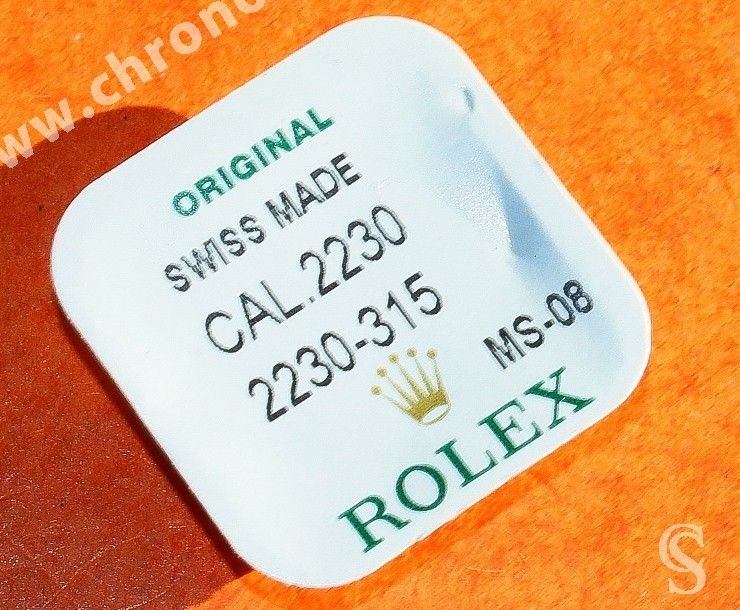 www.chrono
ORIGINAL
SWISS MADE
CAL.2230
2230-315
MS-08
ROLEX